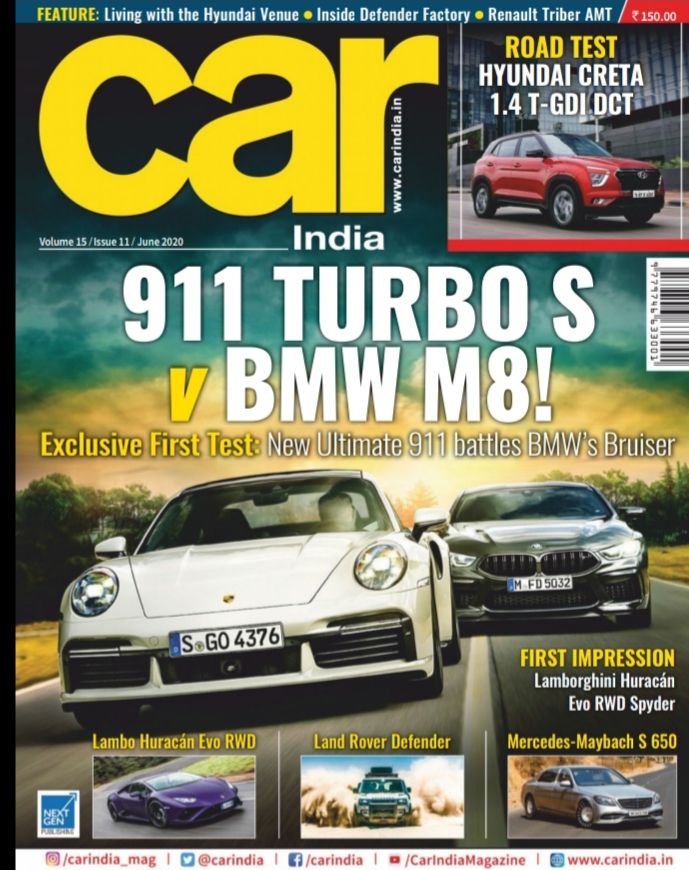 FEATURE: Living with the Hyundai Venue ● Inside Defender Factory ● Renault Triber AMT
₹ 150.00
car
www.carindia.in
India
Volume 15 / Issue 11 / June 2020
ROAD TEST
HYUNDAI CRETA
1.4 T-GDI DCT
911 TURBO S
v BMW M8!
Exclusive First Test: New Ultimate 911 battles BMW's Bruiser
S GO 4376
M FD 5032
FIRST IMPRESSION
Lamborghini Huracán
Evo RWD Spyder
Lambo Huracán Evo RWD
Land Rover Defender
Mercedes-Maybach S 650
NEXT
GEN
PUBLISHING
/carindia_mag | @carindia | /carindia | /CarIndiaMagazine | www.carindia.in